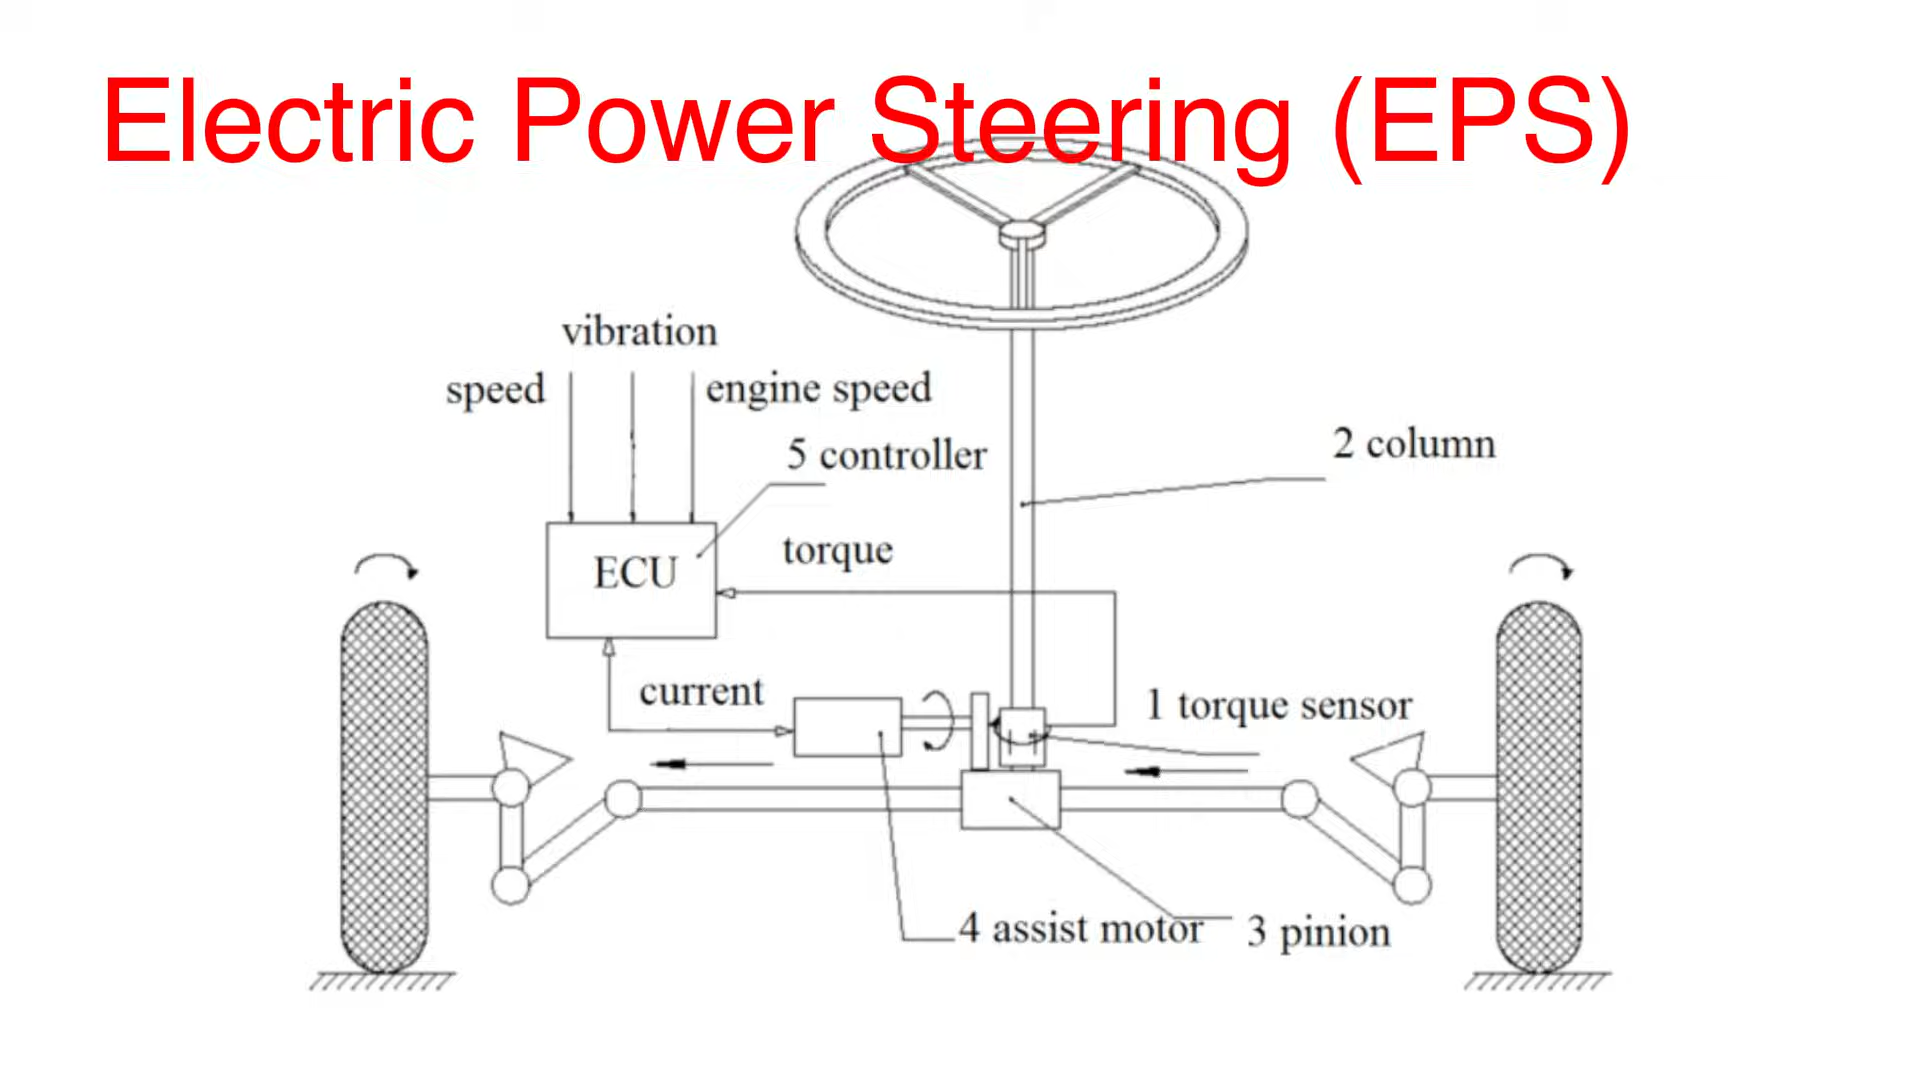 Electric Power Steering (EPS)
vibration
speed
engine speed
5 controller
2 column
ECU
torque
current
1 torque sensor
4 assist motor
3 pinion